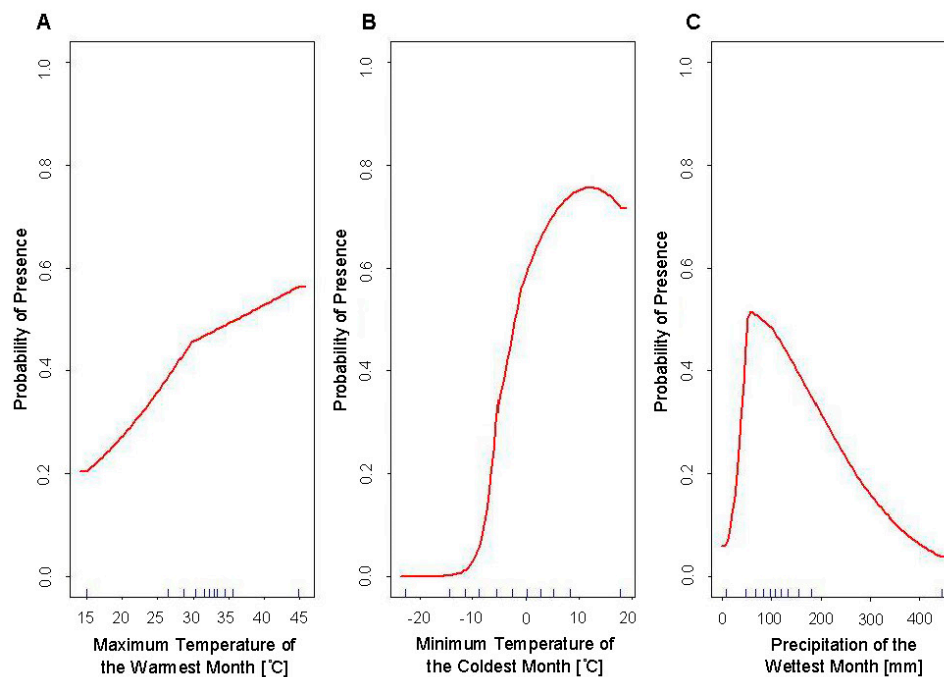 A
B
C
Probability of Presence
0.0 0.2 0.4 0.6 0.8 1.0
15 20 25 30 35 40 45
Maximum Temperature of
the Warmest Month [°C]
Probability of Presence
0.0 0.2 0.4 0.6 0.8 1.0
-20 -10 0 10 20
Minimum Temperature of
the Coldest Month [°C]
Probability of Presence
0.0 0.2 0.4 0.6 0.8 1.0
0 100 200 300 400
Precipitation of the
Wettest Month [mm]